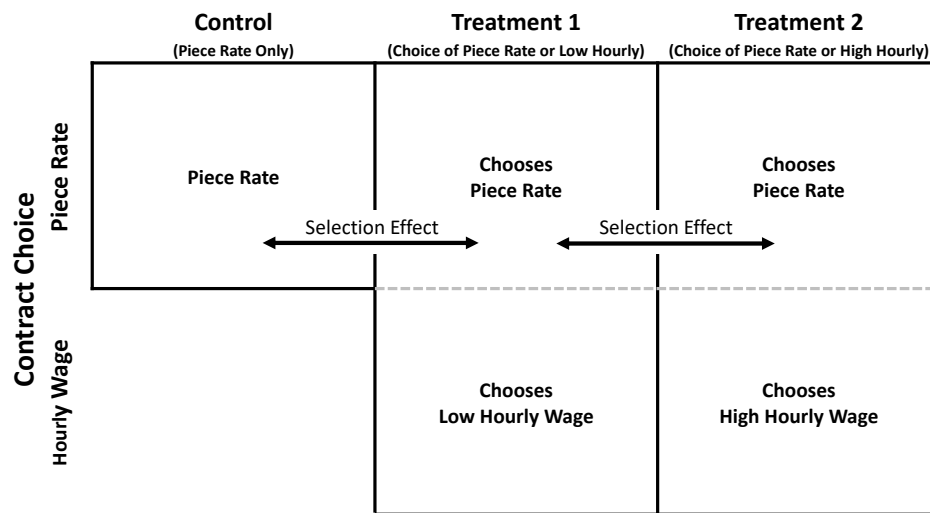 Control
(Piece Rate Only)
Treatment 1
(Choice of Piece Rate or Low Hourly)
Treatment 2
(Choice of Piece Rate or High Hourly)
Contract Choice
Piece Rate
Piece Rate
Chooses
Piece Rate
Chooses
Piece Rate
Selection Effect
Selection Effect
Hourly Wage
Chooses
Low Hourly Wage
Chooses
High Hourly Wage